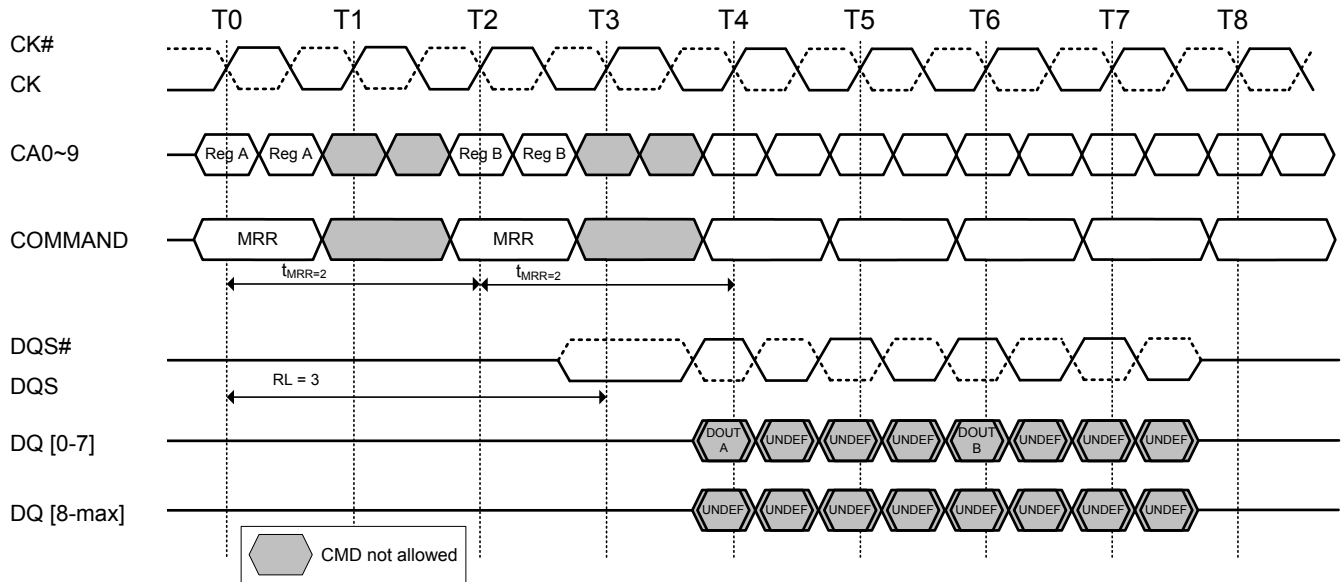 T0 T1 T2 T3 T4 T5 T6 T7 T8
CK#
CK
CA0~9 Reg A Reg A Reg B Reg B
COMMAND MRR MRR
tMRR=2 tMRR=2
DQS#
DQS
RL = 3
DQ [0-7] DOUT A UNDEF UNDEF UNDEF DOUT B UNDEF UNDEF UNDEF
DQ [8-max] UNDEF UNDEF UNDEF UNDEF UNDEF UNDEF UNDEF UNDEF
CMD not allowed